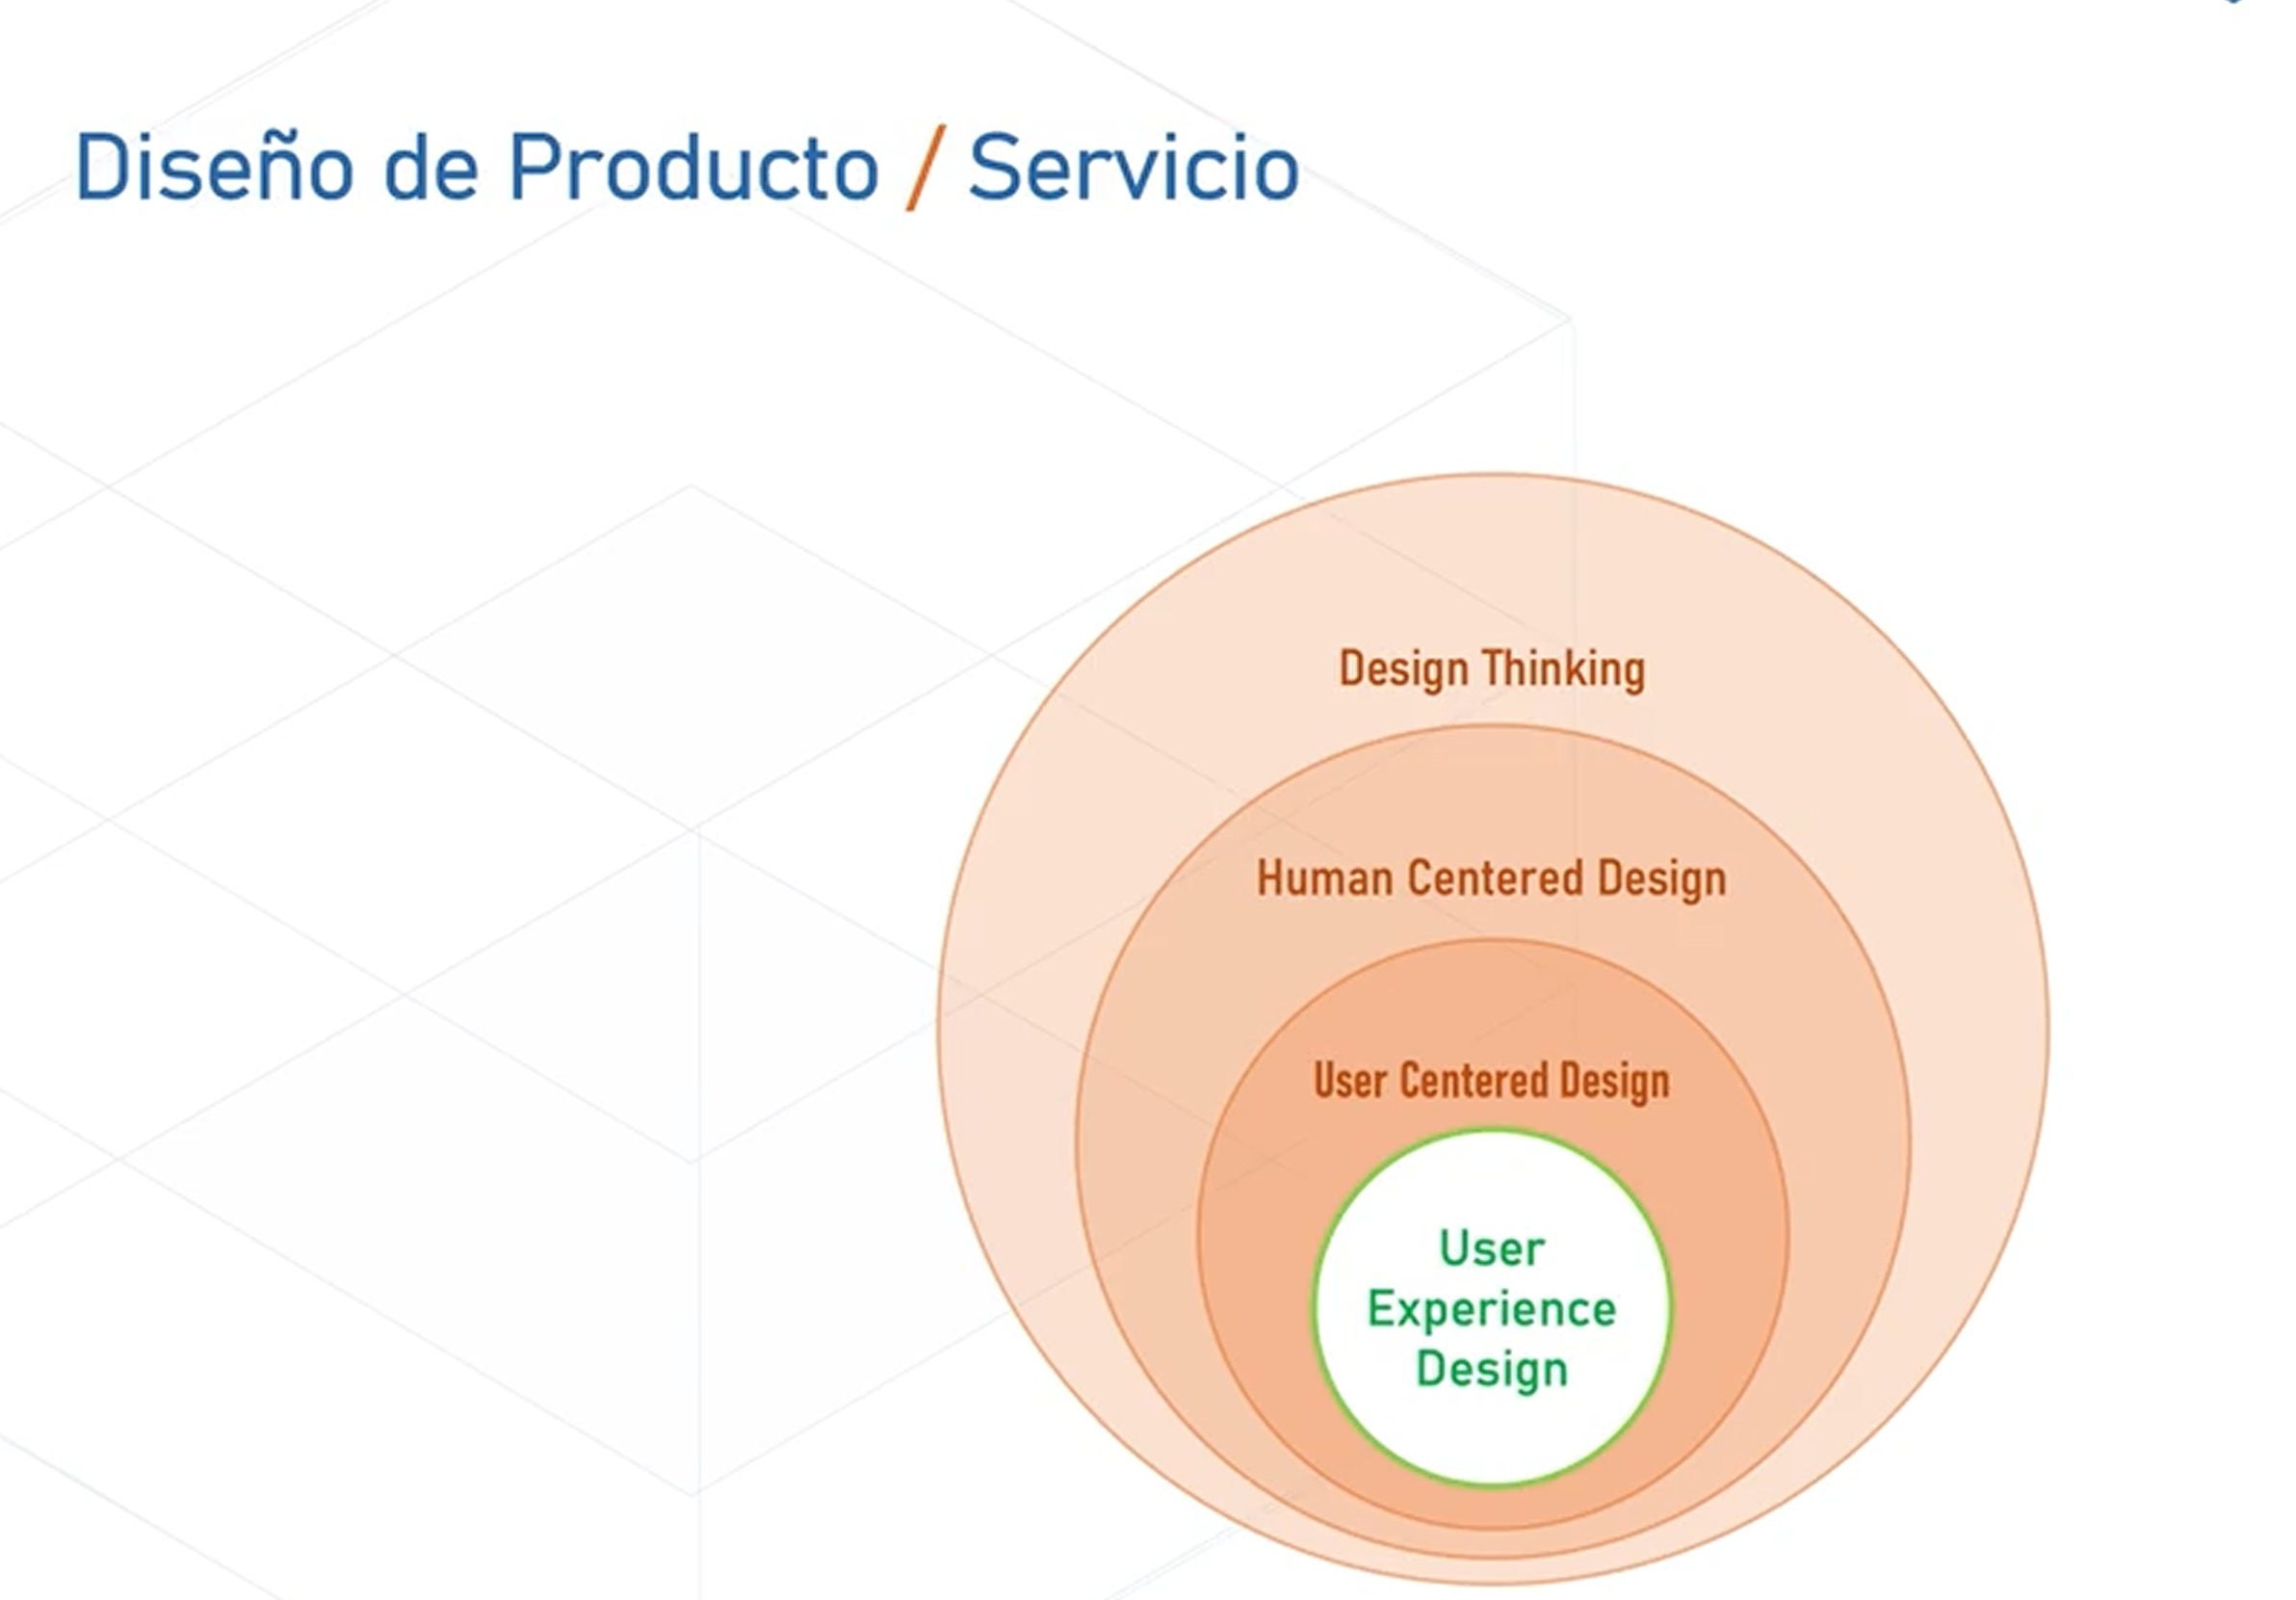 Diseño de Producto / Servicio
Design Thinking
Human Centered Design
User Centered Design
User
Experience
Design